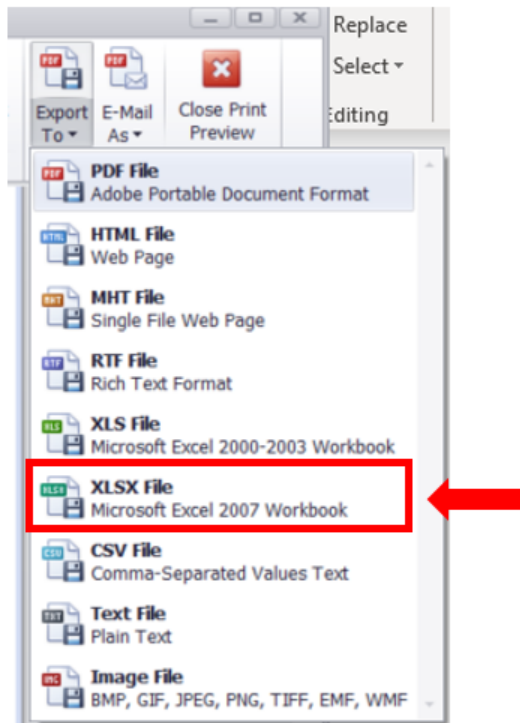 Replace
Select
Export To
E-Mail As
Close Print Preview
Editing
PDF File
Adobe Portable Document Format
HTML File
Web Page
MHT File
Single File Web Page
RTF File
Rich Text Format
XLS File
Microsoft Excel 2000-2003 Workbook
XLSX File
Microsoft Excel 2007 Workbook
CSV File
Comma-Separated Values Text
Text File
Plain Text
Image File
BMP, GIF, JPEG, PNG, TIFF, EMF, WMF